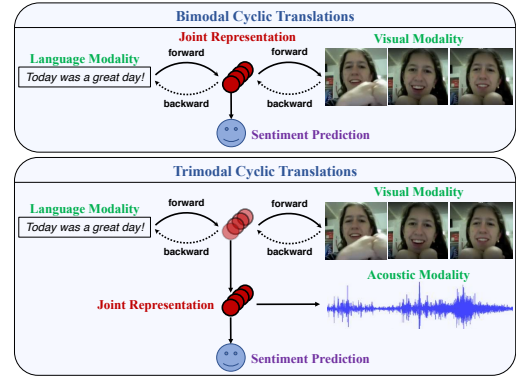 Bimodal Cyclic Translations
Joint Representation
Language Modality
forward
forward
Visual Modality
Today was a great day!
backward
backward
Sentiment Prediction
Trimodal Cyclic Translations
Language Modality
forward
forward
Visual Modality
Today was a great day!
backward
backward
Acoustic Modality
Joint Representation
Sentiment Prediction